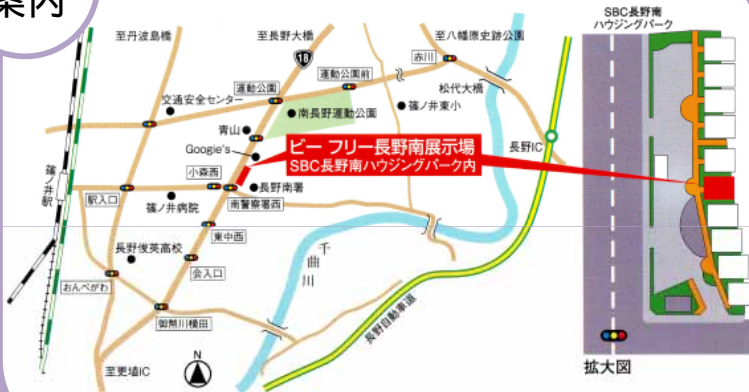 案内
至丹波島橋
至長野大橋
至八幡原史跡公園
18
赤川
運動公園
運動公園前
松代大橋
交通安全センター
南長野運動公園
篠ノ井東小
青山
Googie's
長野IC
ビー フリー長野南展示場
SBC長野南ハウジングパーク内
小森西
長野南署
篠ノ井駅
駅入口
篠ノ井病院
南警察署西
東中西
長野俊英高校
千曲川
会入口
おんべがわ
御幣川横田
長野自動車道
至更埴IC
N
SBC長野南
ハウジングパーク
拡大図